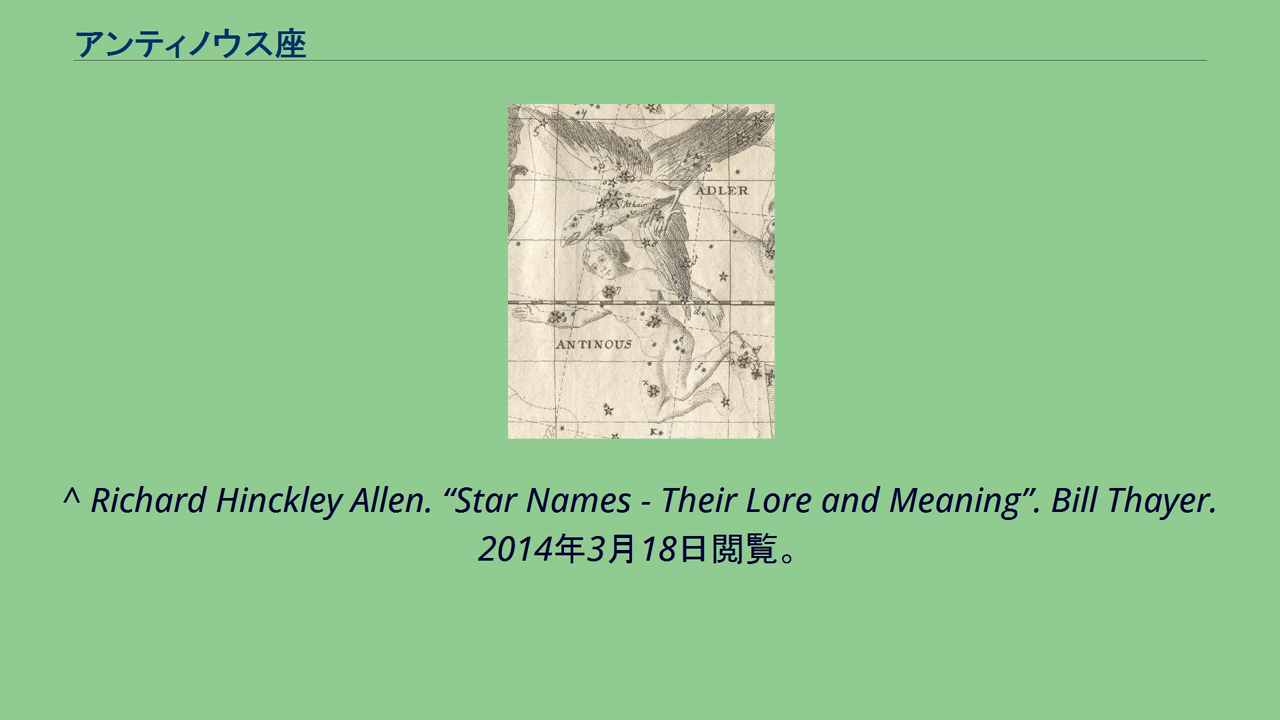 アンティノウス座
ADLER
Athair
ANTINOUS
^ Richard Hinckley Allen. “Star Names - Their Lore and Meaning”. Bill Thayer.
2014年3月18日閲覧。